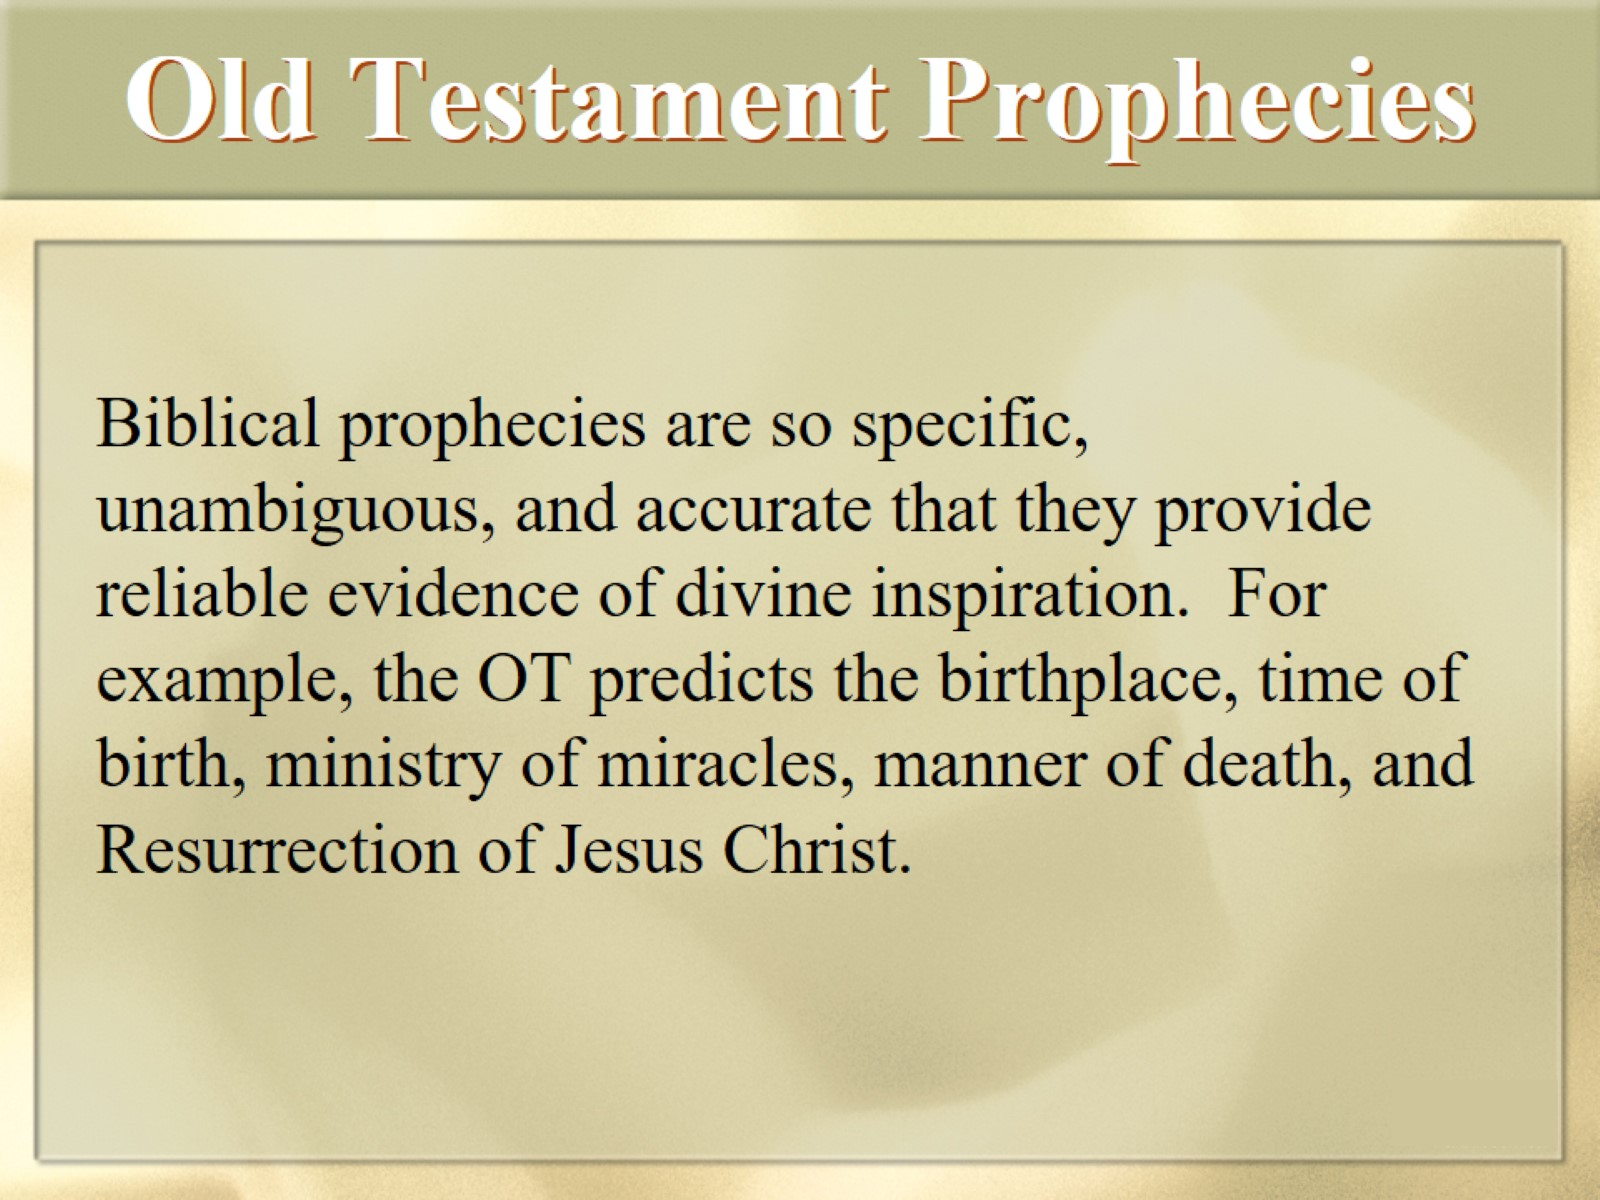 Old Testament Prophecies
Biblical prophecies are so specific,
unambiguous, and accurate that they provide
reliable evidence of divine inspiration.  For
example, the OT predicts the birthplace, time of
birth, ministry of miracles, manner of death, and
Resurrection of Jesus Christ.